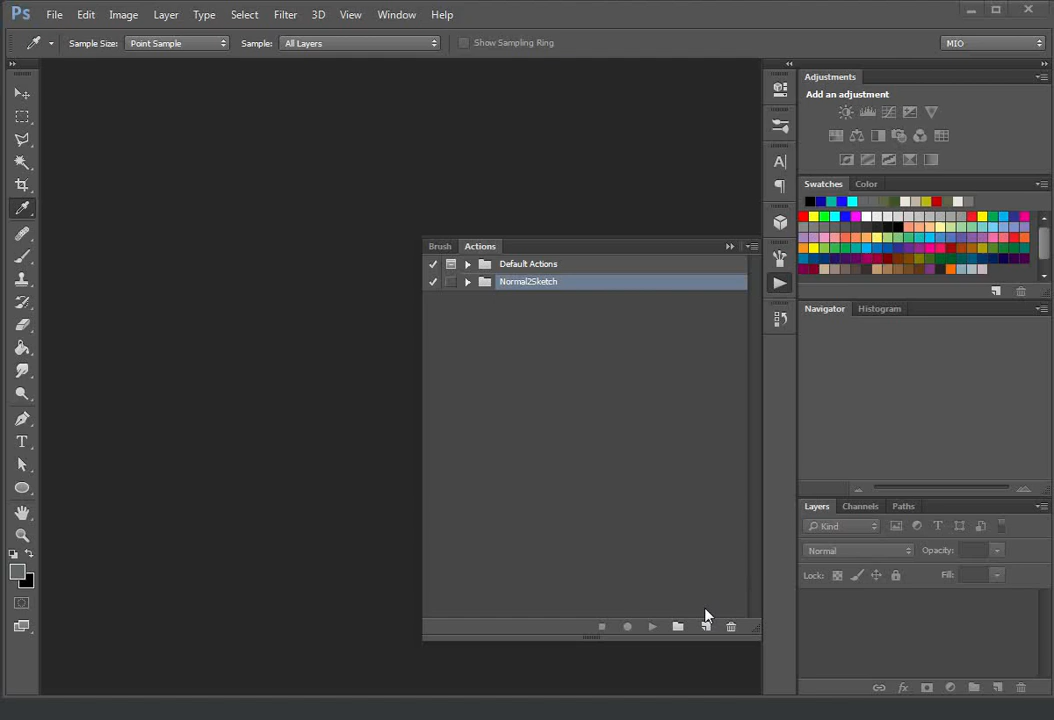 Ps File Edit Image Layer Type Select Filter 3D View Window Help
Sample Size: Point Sample Sample: All Layers Show Sampling Ring MIO
Adjustments
Add an adjustment
Swatches Color
Brush Actions
Default Actions
Normal2Sketch
Navigator Histogram
Layers Channels Paths
Kind
Normal Opacity:
Lock: Fill: